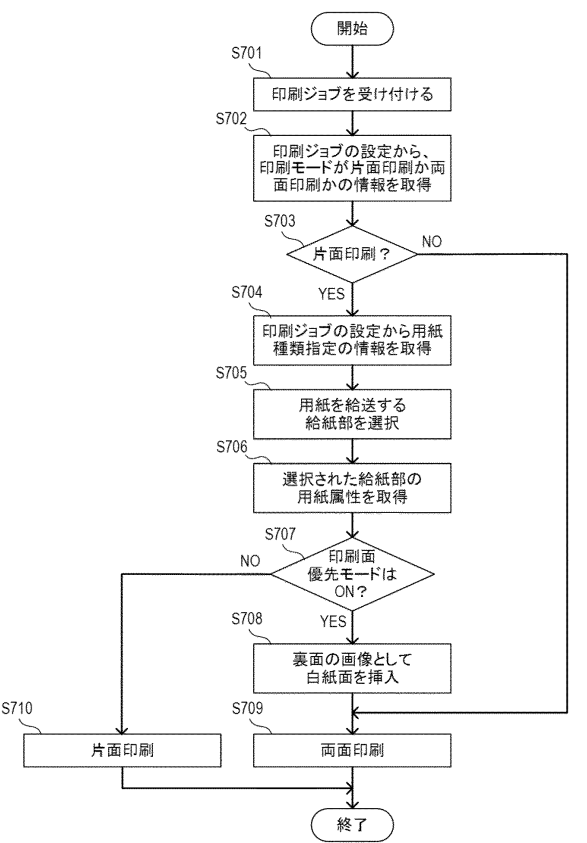 開始
S701
印刷ジョブを受け付ける
S702
印刷ジョブの設定から、
印刷モードが片面印刷か両
面印刷かの情報を取得
S703
片面印刷？
NO
YES
S704
印刷ジョブの設定から用紙
種類指定の情報を取得
S705
用紙を給送する
給紙部を選択
S706
選択された給紙部の
用紙属性を取得
S707
印刷面
優先モードは
ON？
NO
YES
S708
裏面の画像として
白紙面を挿入
S710
片面印刷
S709
両面印刷
終了